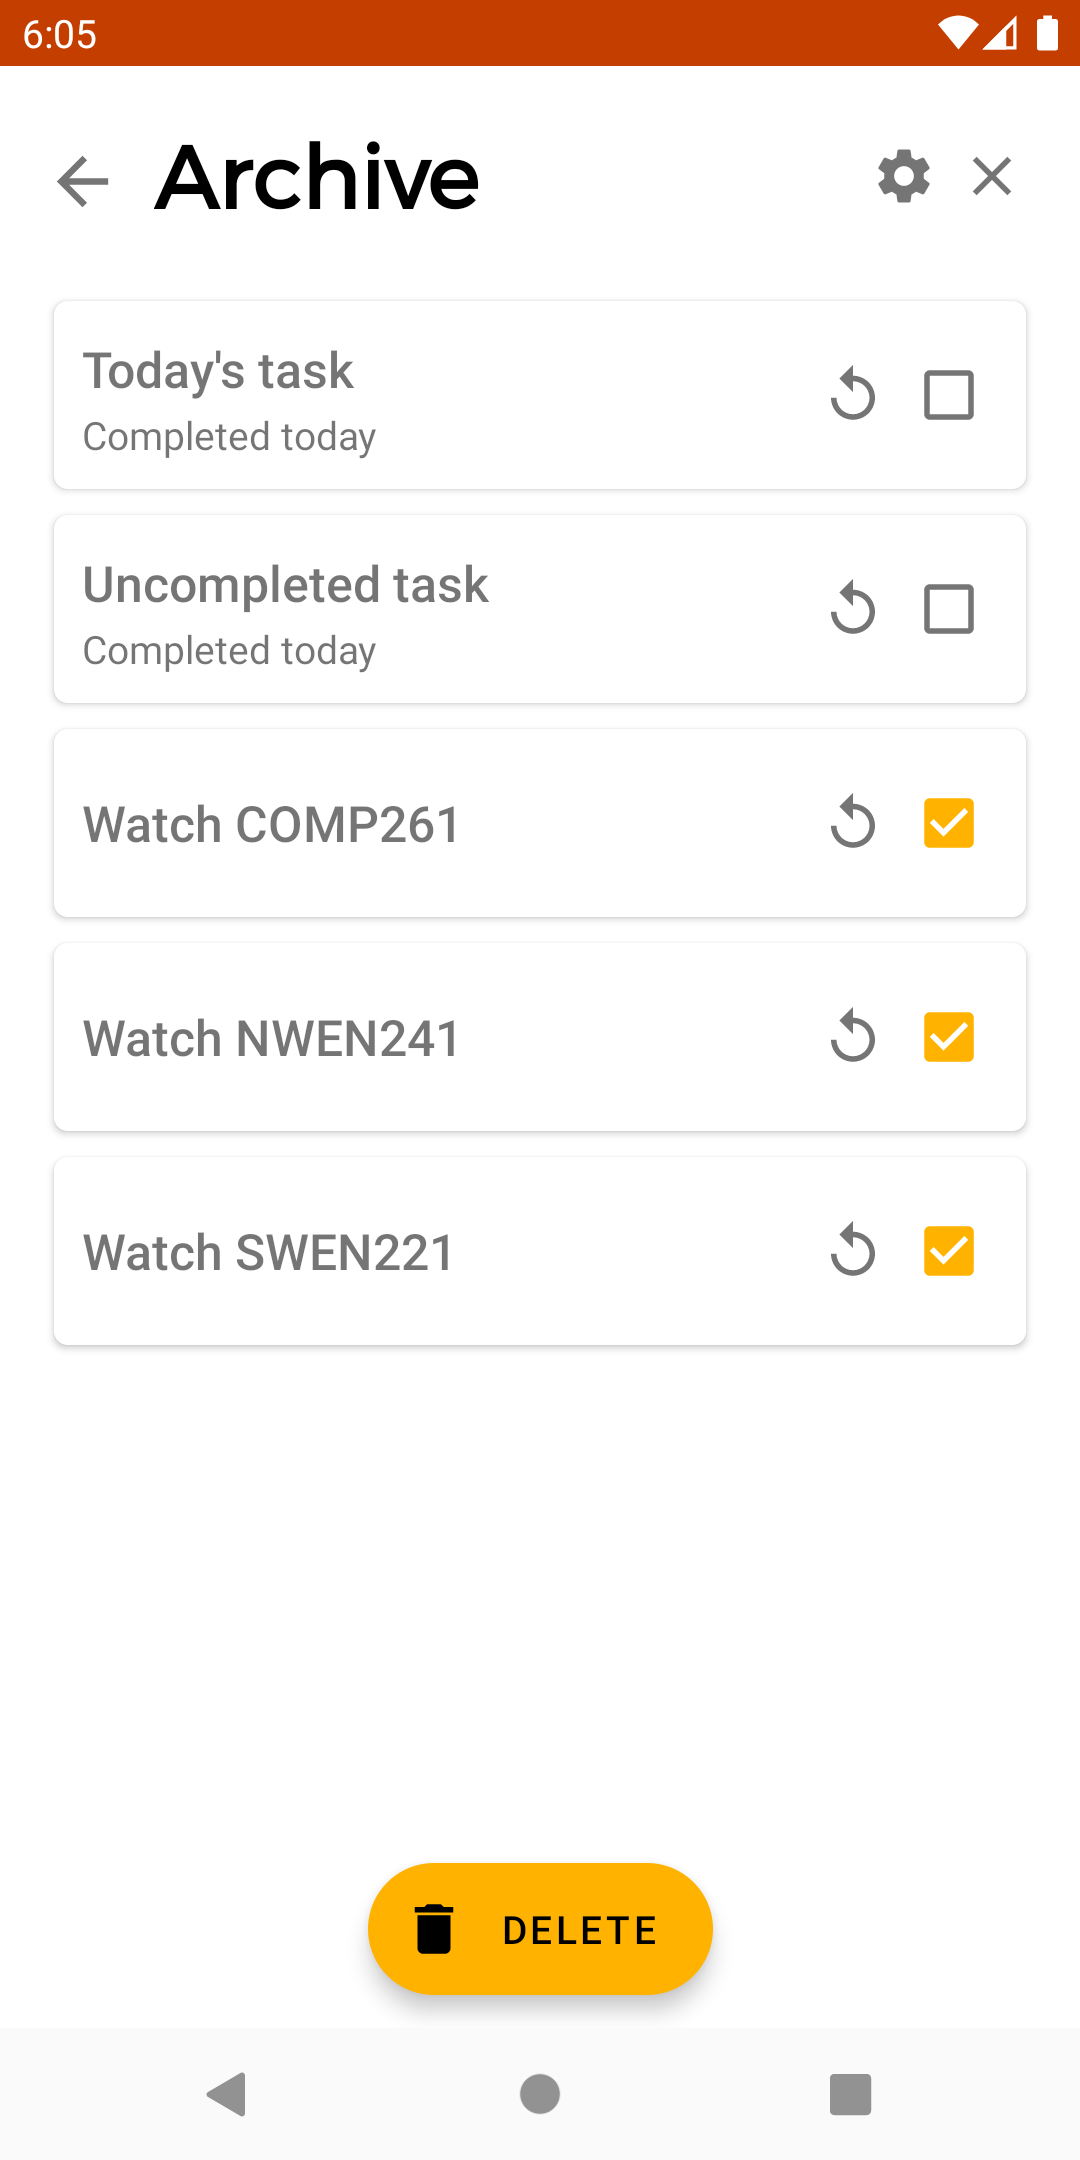 6:05
Archive
Today's task
Completed today
Uncompleted task
Completed today
Watch COMP261
Watch NWEN241
Watch SWEN221
DELETE